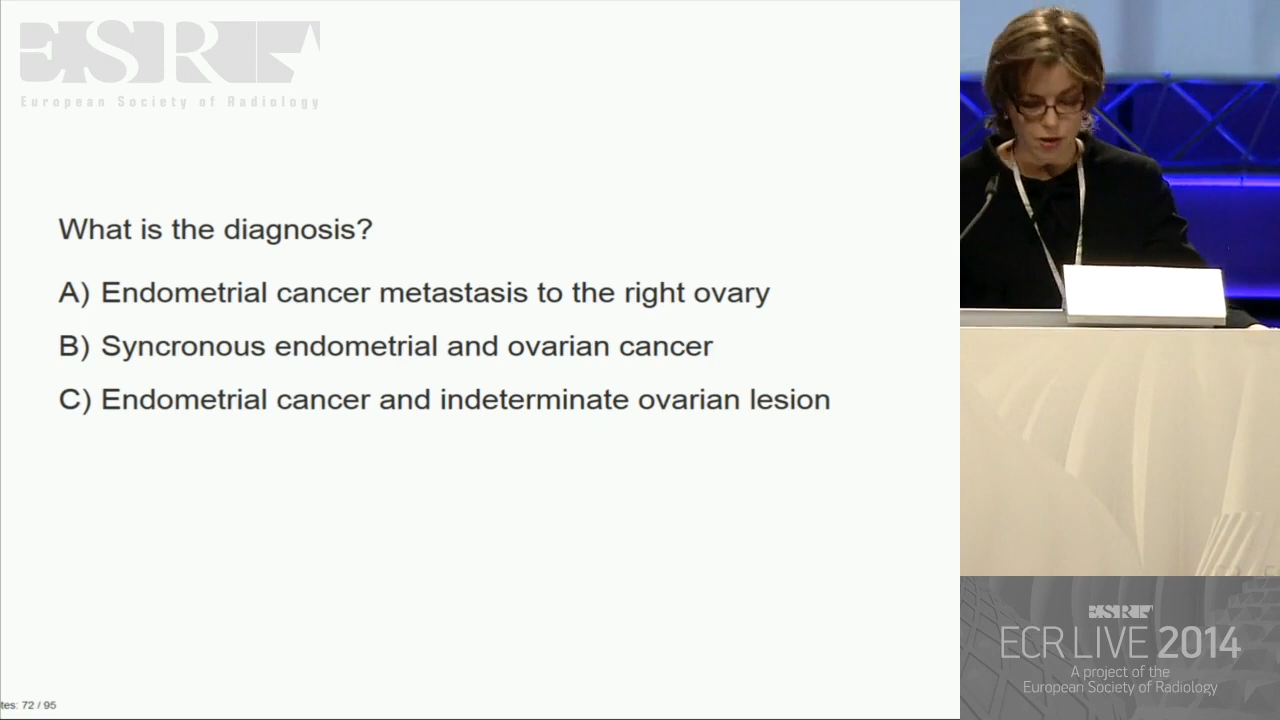 ESR
European Society of Radiology
What is the diagnosis?
A) Endometrial cancer metastasis to the right ovary
B) Syncronous endometrial and ovarian cancer
C) Endometrial cancer and indeterminate ovarian lesion
tes: 72 / 95
ESR
ECR LIVE 2014
A project of the
European Society of Radiology